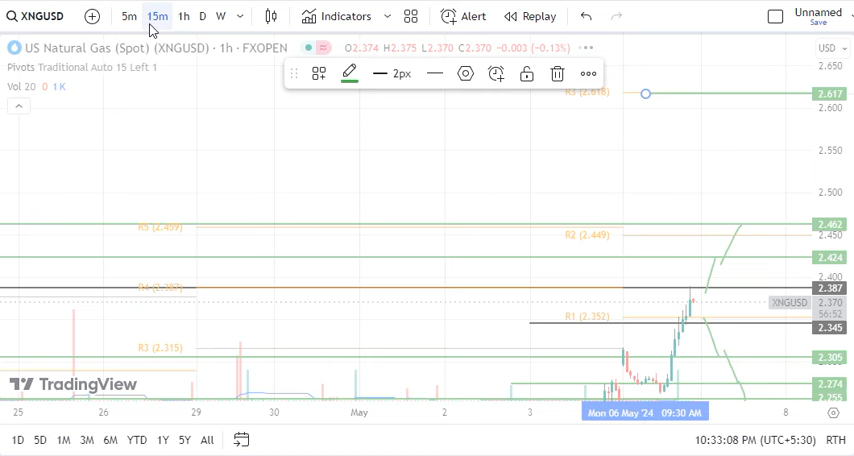 XNGUSD 5m 15m 1h D W Indicators Alert Replay Unnamed
Save
US Natural Gas (Spot) (XNGUSD) · 1h · FXOPEN O2.374 H2.375 L2.370 C2.370 -0.003 (-0.13%) USD
Pivots Traditional Auto 15 Left 1
2px
2.650
Vol 20 0 1K
R3 (2.618) 2.617
2.600
2.550
2.500
R5 (2.459) 2.462
R2 (2.449) 2.450
2.424
2.400
R4 (2.387) 2.387
XNGUSD 2.370
56:52
R1 (2.352)
2.345
R3 (2.315)
2.305
TradingView 2.274
2.255
25 26 29 30 May 2 3 Mon 06 May '24 09:30 AM 8
1D 5D 1M 3M 6M YTD 1Y 5Y All 10:33:08 PM (UTC+5:30) RTH